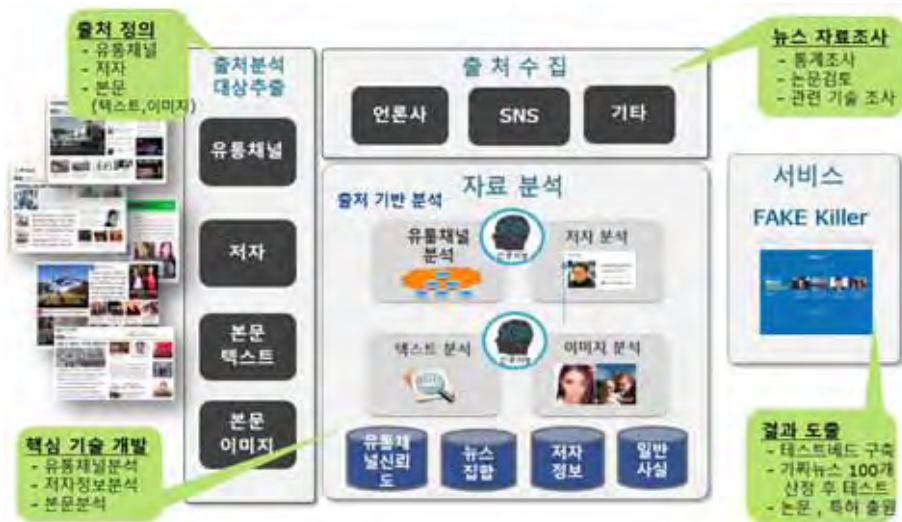 출처 정의
- 유통채널
- 저자
- 본문
(텍스트,이미지)
출처분석
대상추출
유통채널
저자
본문
텍스트
본문
이미지
핵심 기술 개발
- 유통채널분석
- 저자정보분석
- 본문분석
출 처 수 집
언론사
SNS
기타
자료 분석
출처 기반 분석
유통채널
분석
저자 분석
텍스트 분석
이미지 분석
유통채
널신뢰
도
뉴스
집합
저자
정보
일반
사실
뉴스 자료조사
- 통계조사
- 논문검토
- 관련 기술 조사
서비스
FAKE Killer
결과 도출
- 테스트베드 구축
- 가짜뉴스 100개
산정 후 테스트
- 논문 , 특허 출원